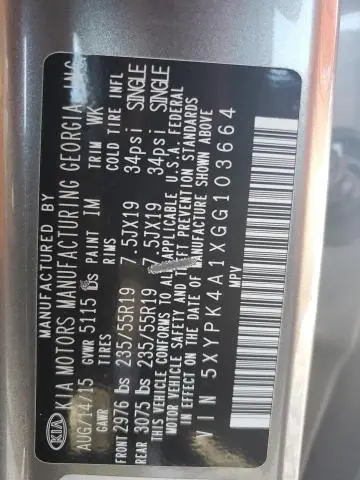 MANUFACTURED BY
KIA KIA MOTORS MANUFACTURING GEORGIA INC
AUG/14/15 GVWR 5115 lbs PAINT IM TRIM WK
GAWR TIRES COLD TIRE INFL
FRONT 2976 lbs 235/55R19 7.5JX19 34psi SINGLE
REAR 3075 lbs 235/55R19 7.5JX19 34psi SINGLE
THIS VEHICLE CONFORMS TO ALL APPLICABLE U.S.A. FEDERAL
MOTOR VEHICLE SAFETY AND THEFT PREVENTION STANDARDS
IN EFFECT ON THE DATE OF MANUFACTURE SHOWN ABOVE
VIN 5XYPK4A1XGG103664
MPV